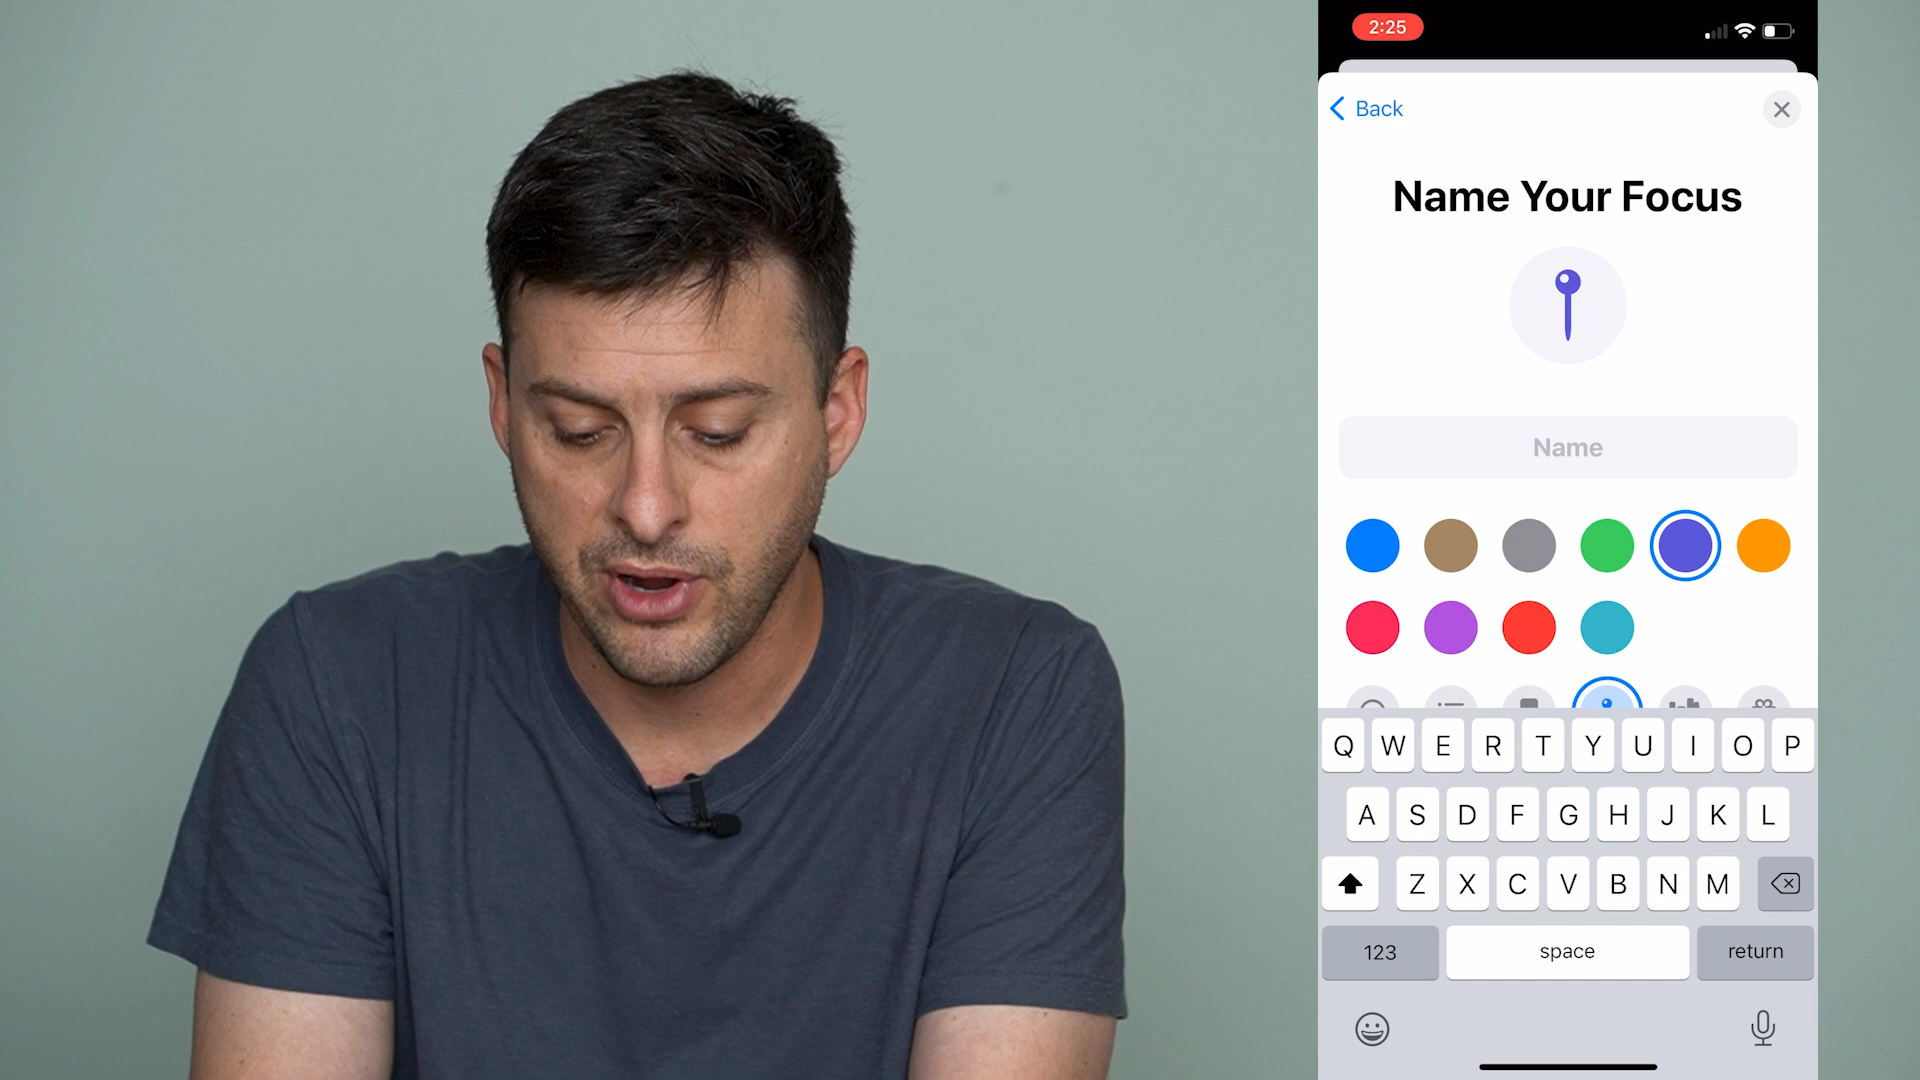 2:25
Back
Name Your Focus
Name
Q W E R T Y U I O P
A S D F G H J K L
Z X C V B N M
123 space return